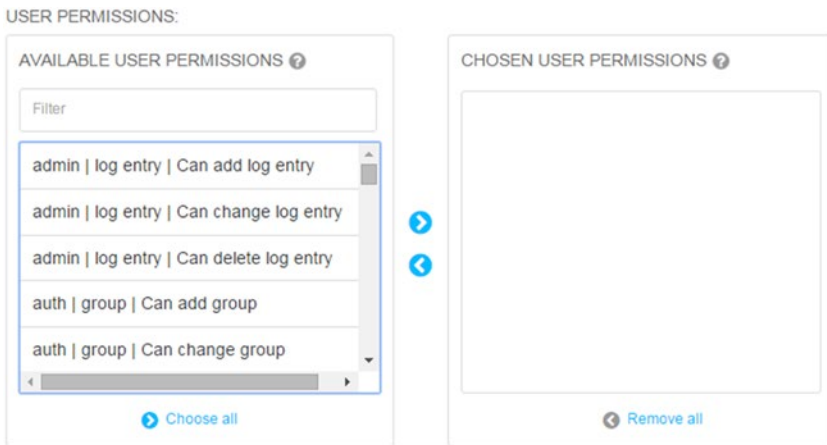 USER PERMISSIONS:
AVAILABLE USER PERMISSIONS
Filter
admin | log entry | Can add log entry
admin | log entry | Can change log entry
admin | log entry | Can delete log entry
auth | group | Can add group
auth | group | Can change group
Choose all
CHOSEN USER PERMISSIONS
Remove all